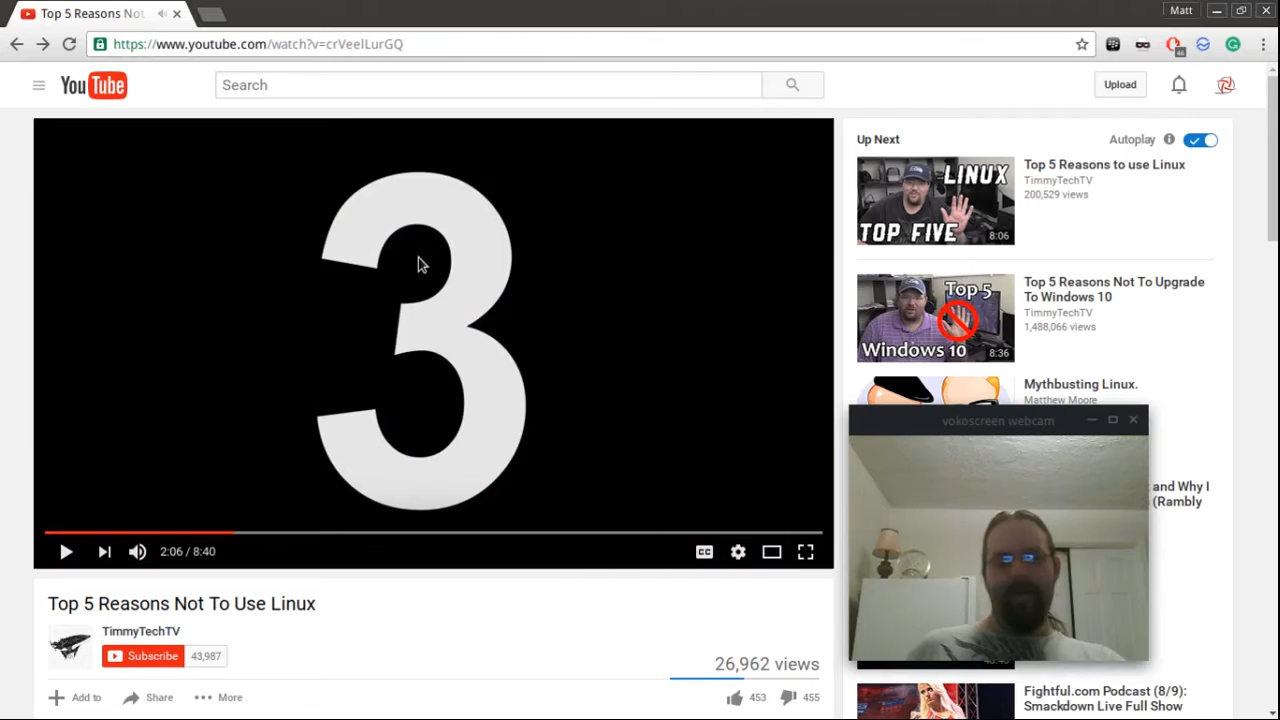 Top 5 Reasons Not
Matt
https://www.youtube.com/watch?v=crVeelLurGQ
46
YouTube
Search
Upload
3
2:06 / 8:40
CC
Top 5 Reasons Not To Use Linux
TimmyTechTV
Subscribe 43,987
26,962 views
Add to Share More
453 455
Up Next Autoplay
LINUX
TOP FIVE
8:06
Top 5 Reasons to use Linux
TimmyTechTV
200,529 views
Top 5
Windows 10
8:36
Top 5 Reasons Not To Upgrade
To Windows 10
TimmyTechTV
1,488,066 views
Mythbusting Linux.
Matthew Moore
vokoscreen webcam
and Why I
(Rambly
Fightful.com Podcast (8/9):
Smackdown Live Full Show